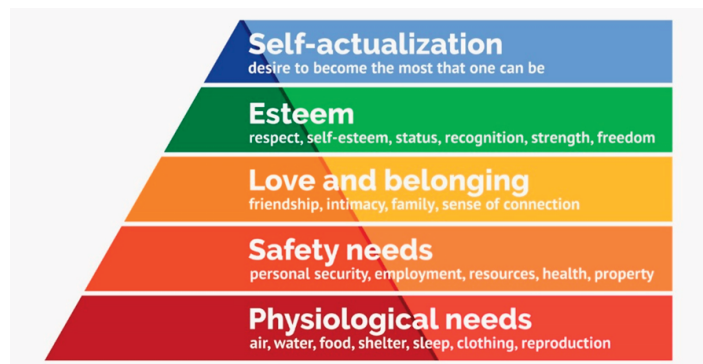 Self-actualization
desire to become the most that one can be
Esteem
respect, self-esteem, status, recognition, strength, freedom
Love and belonging
friendship, intimacy, family, sense of connection
Safety needs
personal security, employment, resources, health, property
Physiological needs
air, water, food, shelter, sleep, clothing, reproduction